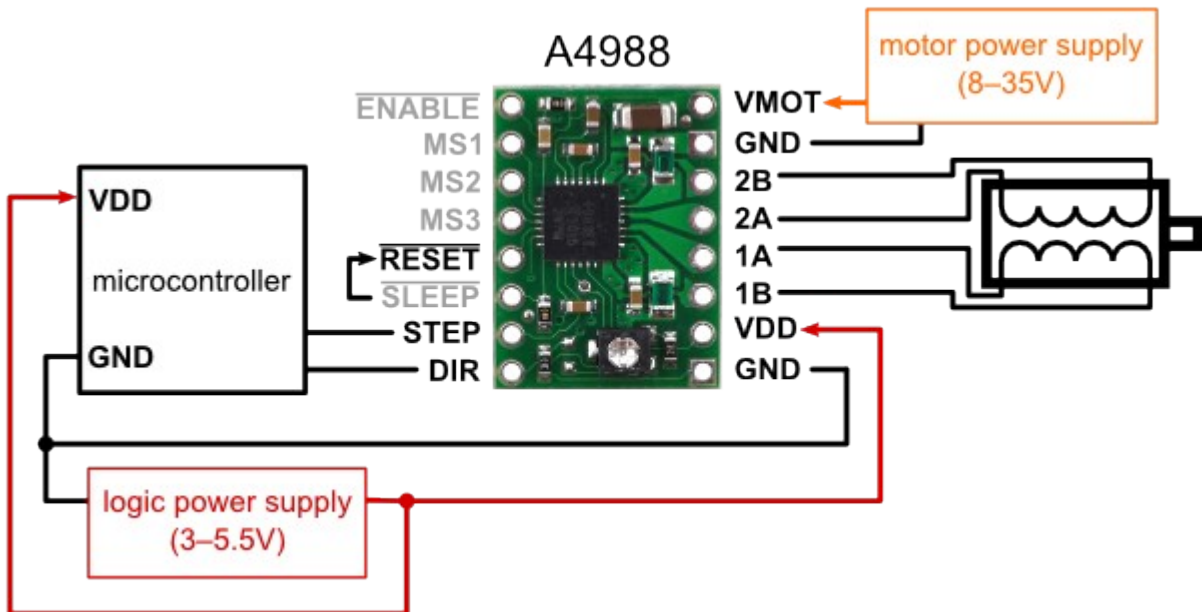 A4988
motor power supply
(8–35V)
ENABLE
VMOT
MS1
GND
MS2
2B
MS3
2A
RESET
1A
SLEEP
1B
STEP
VDD
DIR
GND
VDD
microcontroller
GND
logic power supply
(3–5.5V)